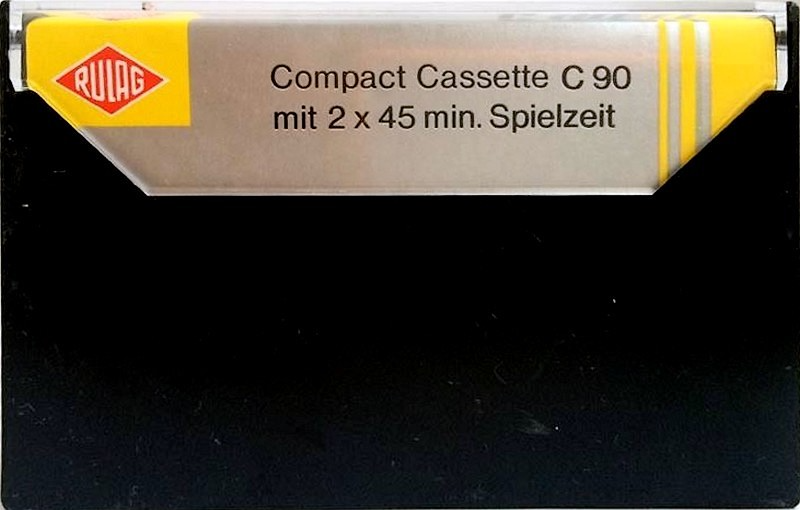 RULAG
Compact Cassette C 90
mit 2 x 45 min. Spielzeit